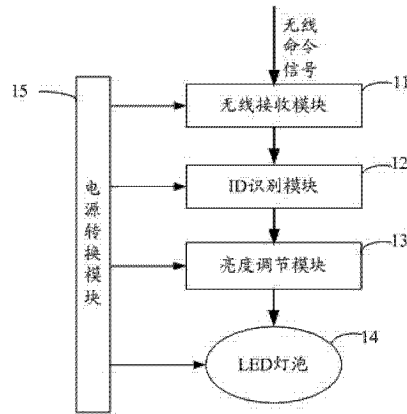 无线
命令
信号
11
无线接收模块
15
12
ID识别模块
电源转换模块
13
亮度调节模块
14
LED灯泡